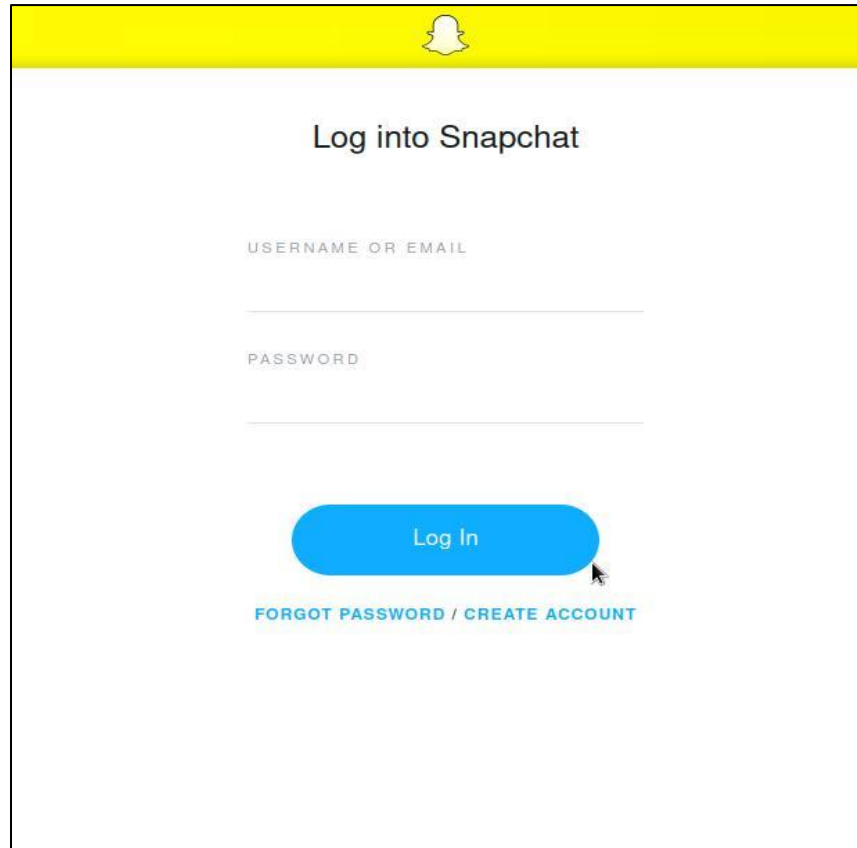 Log into Snapchat
USERNAME OR EMAIL
PASSWORD
Log In
FORGOT PASSWORD / CREATE ACCOUNT